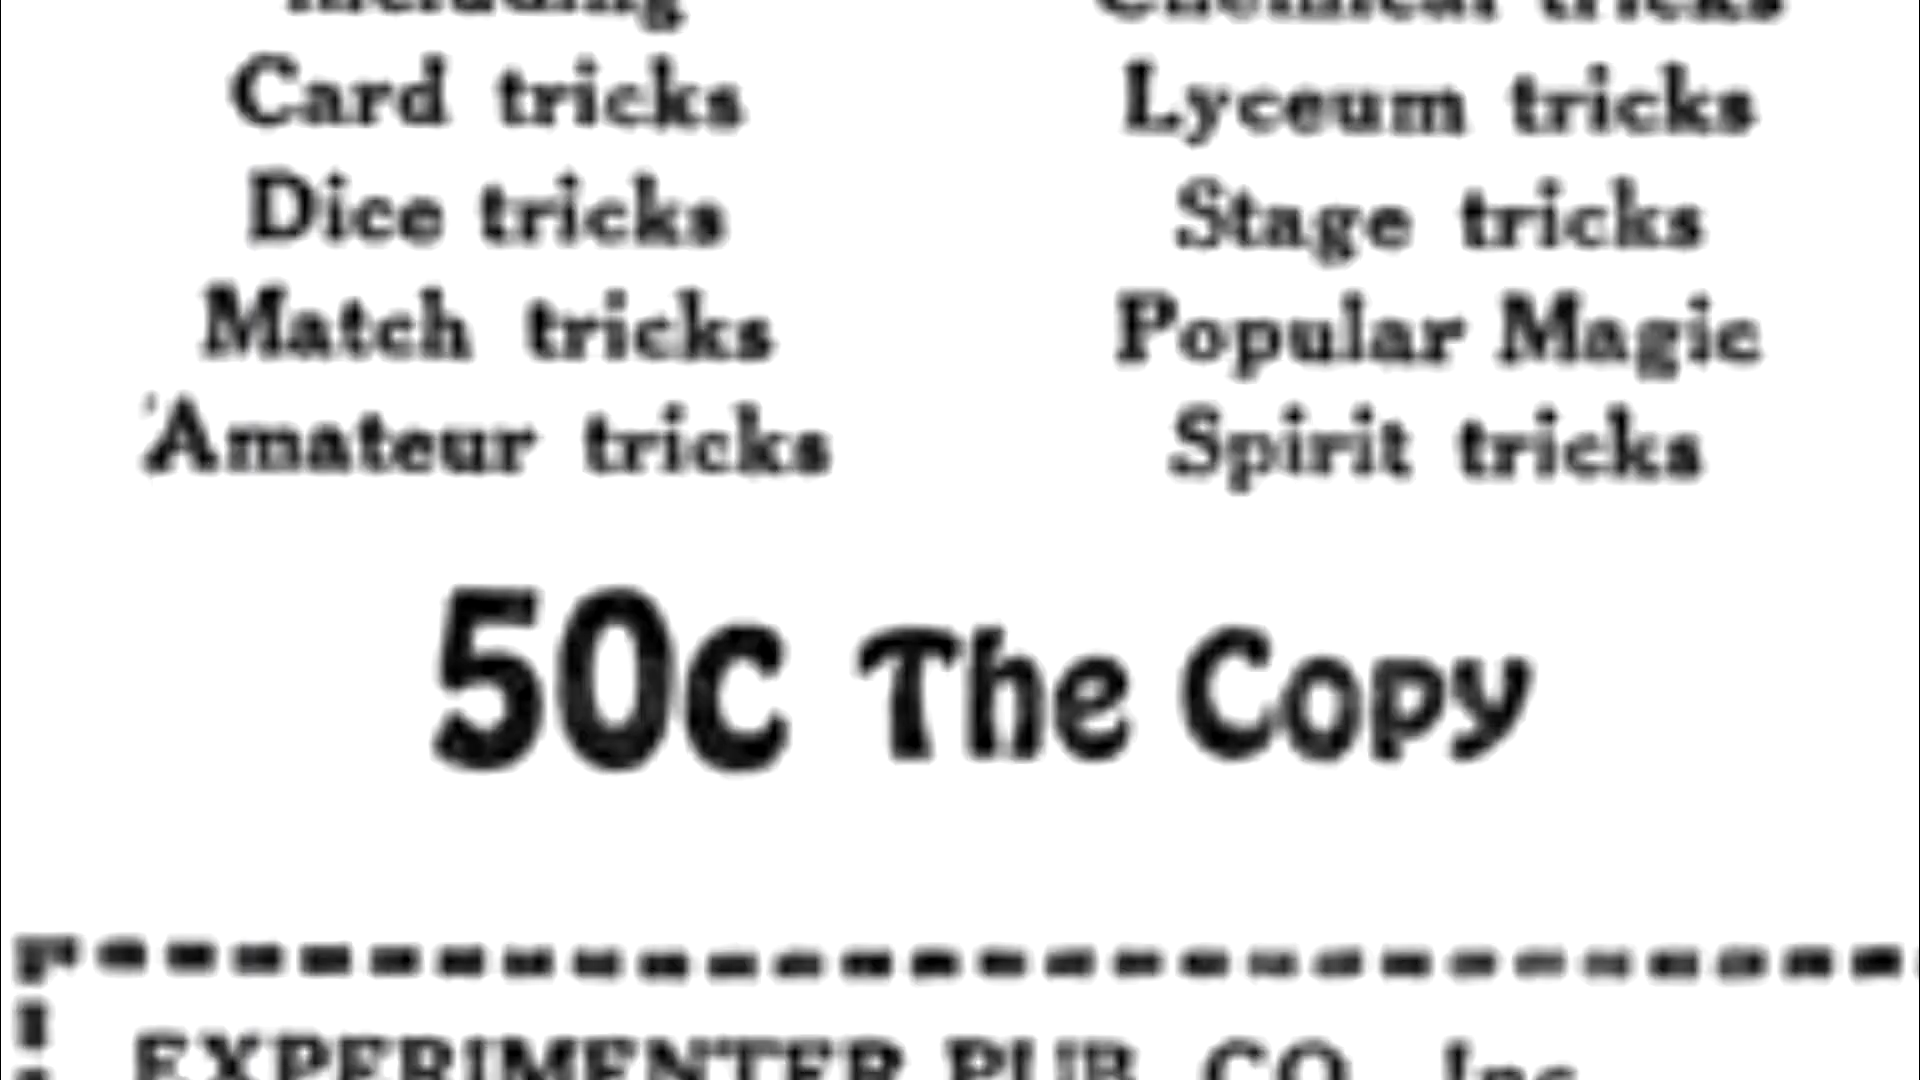 Including
Card tricks
Dice tricks
Match tricks
Amateur tricks
Chemical tricks
Lyceum tricks
Stage tricks
Popular Magic
Spirit tricks
50c The Copy
EXPERIMENTER PUB. CO., Inc.